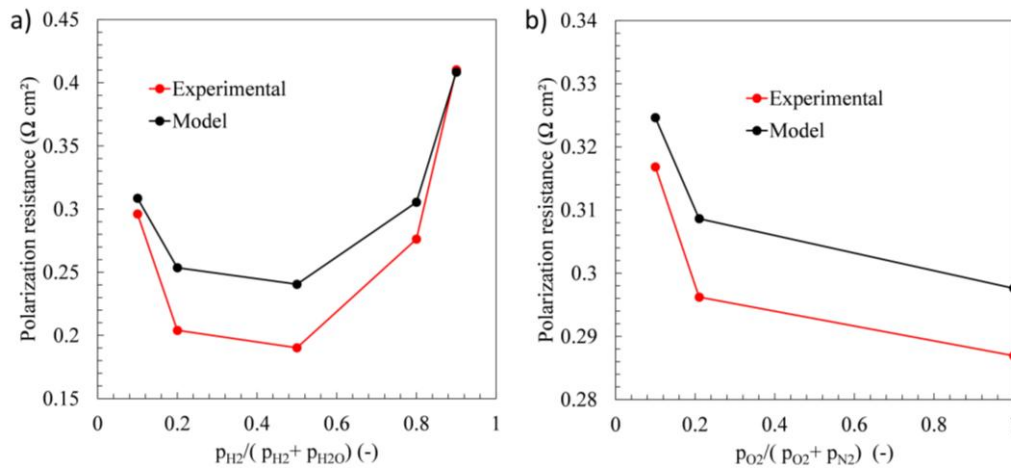 a)
0.45
0.4
0.35
0.3
0.25
0.2
0.15
Polarization resistance (Ω cm²)
Experimental
Model
0 0.2 0.4 0.6 0.8 1
pH2/( pH2+ pH2O) (-)
b)
0.34
0.33
0.32
0.31
0.3
0.29
0.28
Polarization resistance (Ω cm²)
Experimental
Model
0 0.2 0.4 0.6 0.8
pO2/( pO2+ pN2) (-)